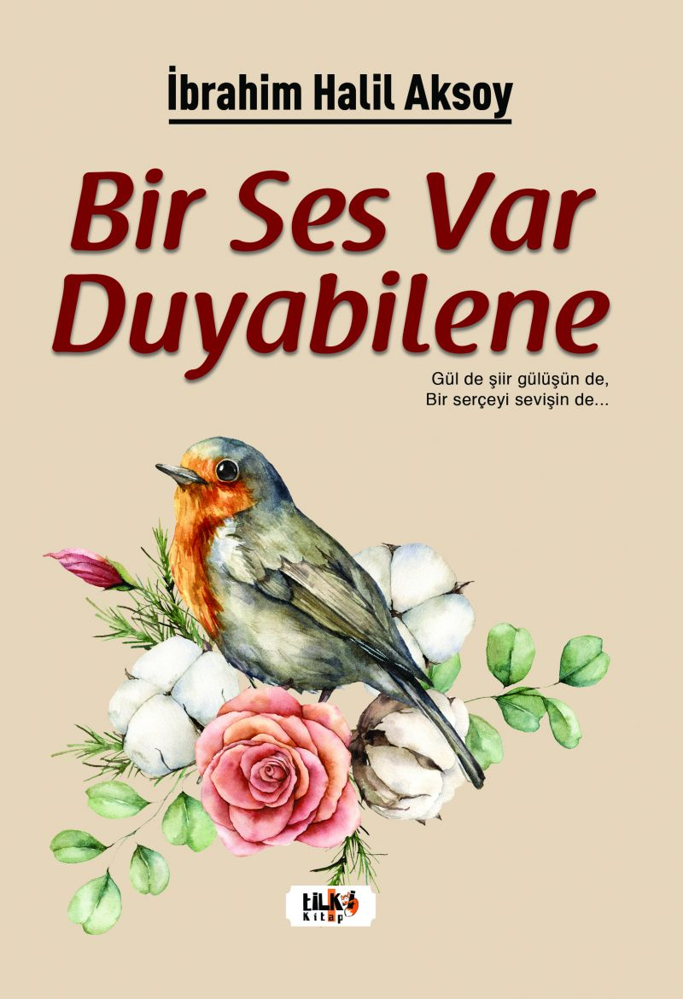 İbrahim Halil Aksoy
Bir Ses Var
Duyabilene
Gül de şiir gülüşün de,
Bir serçeyi sevişin de...
tiLKi
Kitap